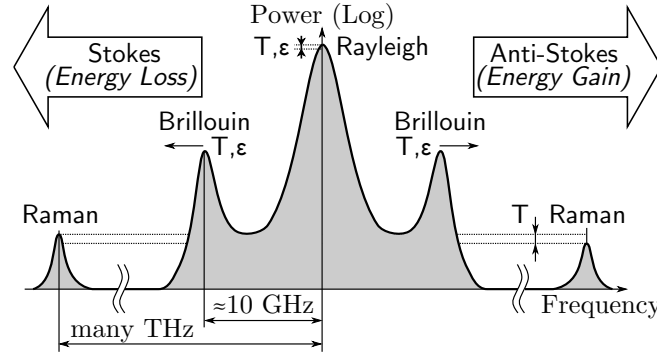 Power (Log)
Stokes
(Energy Loss)
T,ε
Rayleigh
Anti-Stokes
(Energy Gain)
Brillouin
T,ε
Brillouin
T,ε
Raman
T
Raman
≈10 GHz
Frequency
many THz